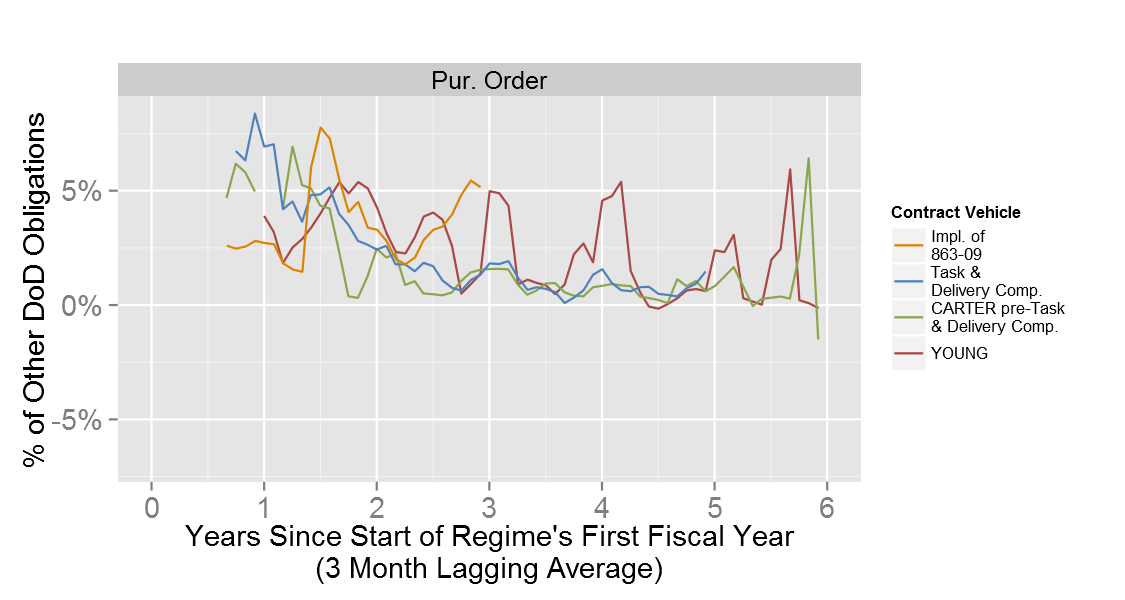 Pur. Order
% of Other DoD Obligations
5%
0%
-5%
0 1 2 3 4 5 6
Years Since Start of Regime's First Fiscal Year
(3 Month Lagging Average)
Contract Vehicle
Impl. of
863-09
Task &
Delivery Comp.
CARTER pre-Task
& Delivery Comp.
YOUNG